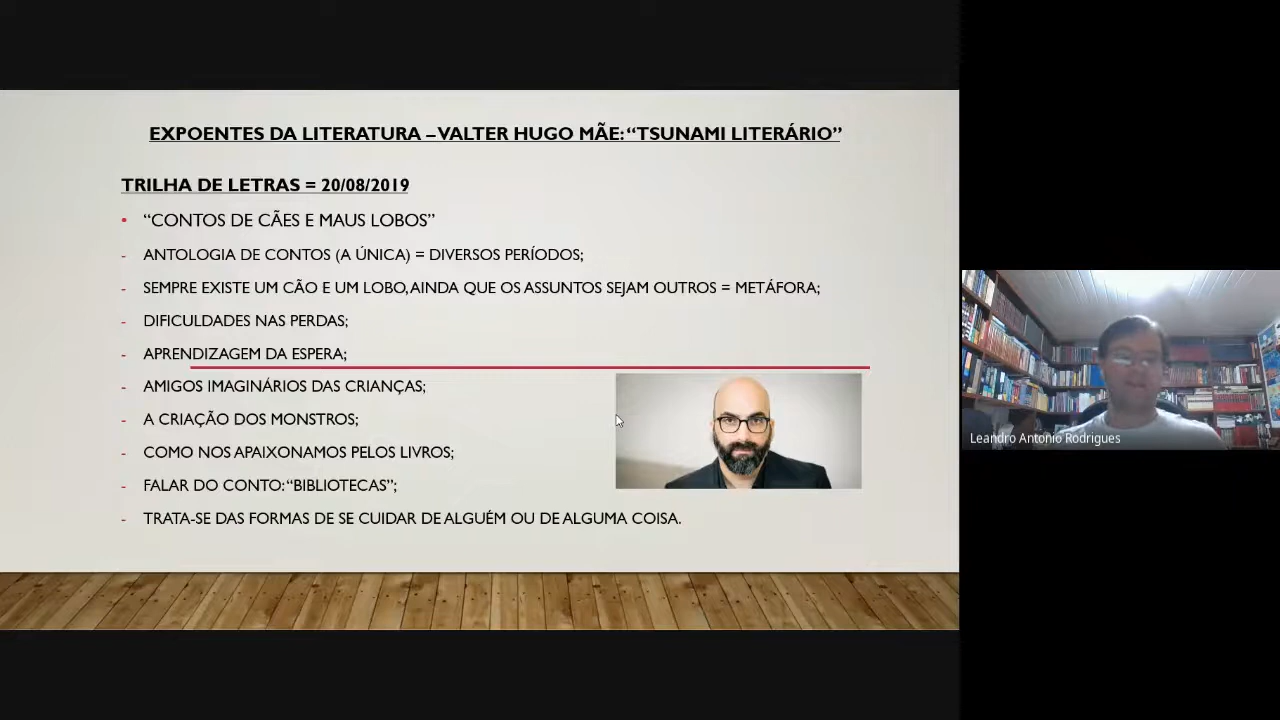 EXPOENTES DA LITERATURA – VALTER HUGO MÃE: “TSUNAMI LITERÁRIO”
TRILHA DE LETRAS = 20/08/2019
• “CONTOS DE CÃES E MAUS LOBOS”
- ANTOLOGIA DE CONTOS (A ÚNICA) = DIVERSOS PERÍODOS;
- SEMPRE EXISTE UM CÃO E UM LOBO, AINDA QUE OS ASSUNTOS SEJAM OUTROS = METÁFORA;
- DIFICULDADES NAS PERDAS;
- APRENDIZAGEM DA ESPERA;
- AMIGOS IMAGINÁRIOS DAS CRIANÇAS;
- A CRIAÇÃO DOS MONSTROS;
- COMO NOS APAIXONAMOS PELOS LIVROS;
- FALAR DO CONTO: “BIBLIOTECAS”;
- TRATA-SE DAS FORMAS DE SE CUIDAR DE ALGUÉM OU DE ALGUMA COISA.
Leandro Antonio Rodrigues